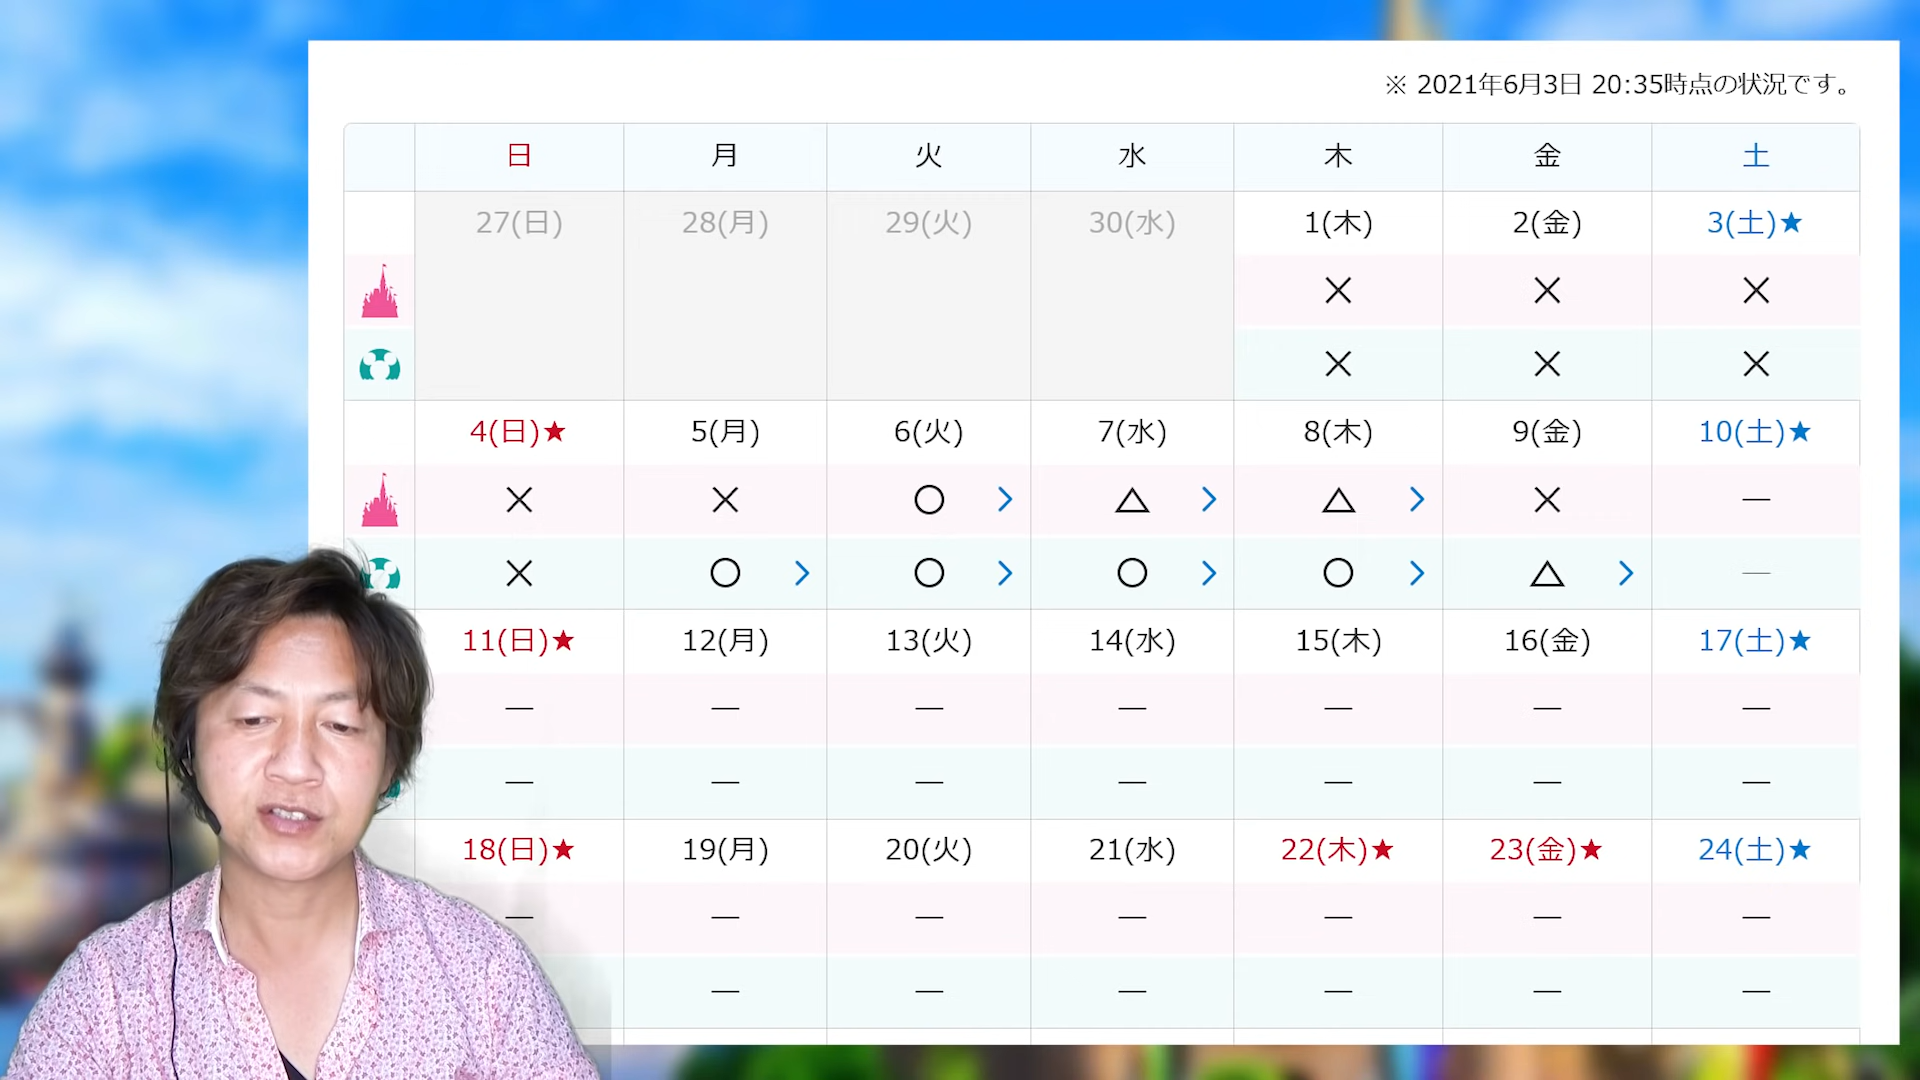 ※ 2021年6月3日 20:35時点の状況です。
日 月 火 水 木 金 土
27(日) 28(月) 29(火) 30(水) 1(木) 2(金) 3(土)★
× × ×
× × ×
4(日)★ 5(月) 6(火) 7(水) 8(木) 9(金) 10(土)★
× × ○ △ △ × —
× ○ ○ ○ ○ △ —
11(日)★ 12(月) 13(火) 14(水) 15(木) 16(金) 17(土)★
— — — — — — —
— — — — — — —
18(日)★ 19(月) 20(火) 21(水) 22(木)★ 23(金)★ 24(土)★
— — — — — — —
— — — — — —